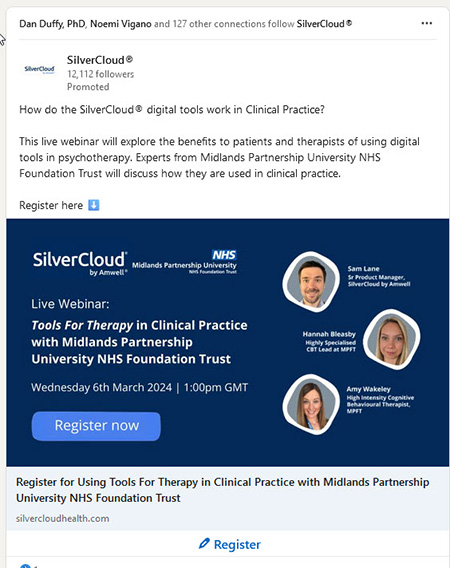 Dan Duffy, PhD, Noemi Vigano and 127 other connections follow SilverCloud®
SilverCloud
SilverCloud®
12,112 followers
Promoted
How do the SilverCloud® digital tools work in Clinical Practice?
This live webinar will explore the benefits to patients and therapists of using digital
tools in psychotherapy. Experts from Midlands Partnership University NHS
Foundation Trust will discuss how they are used in clinical practice.
Register here
SilverCloud®
by Amwell®
NHS
Midlands Partnership University
NHS Foundation Trust
Live Webinar:
Tools For Therapy in Clinical Practice
with Midlands Partnership
University NHS Foundation Trust
Wednesday 6th March 2024 | 1:00pm GMT
Register now
Sam Lane
Sr Product Manager,
SilverCloud by Amwell
Hannah Bleasby
Highly Specialised
CBT Lead at MPFT
Amy Wakeley
High Intensity Cognitive
Behavioural Therapist,
MPFT
Register for Using Tools For Therapy in Clinical Practice with Midlands Partnership
University NHS Foundation Trust
silvercloudhealth.com
Register